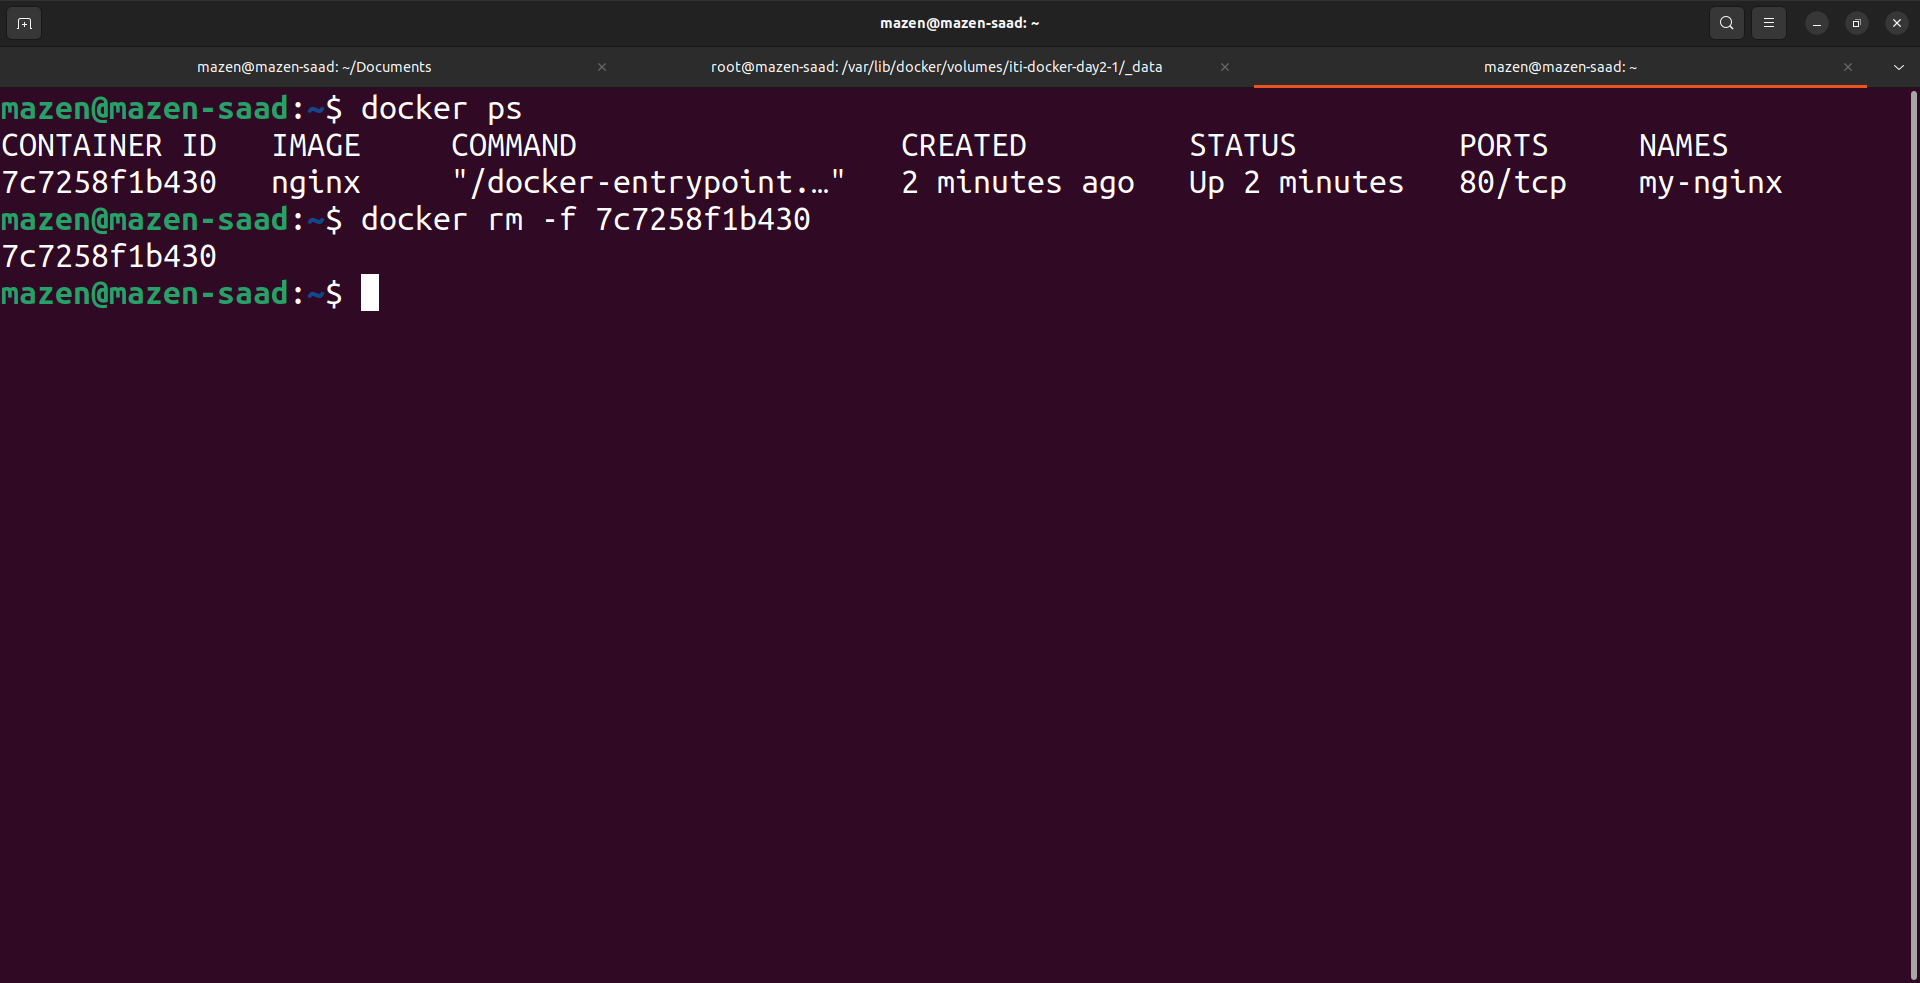 mazen@mazen-saad: ~
mazen@mazen-saad: ~/Documents
root@mazen-saad: /var/lib/docker/volumes/iti-docker-day2-1/_data
mazen@mazen-saad: ~
mazen@mazen-saad:~$ docker ps
CONTAINER ID   IMAGE     COMMAND                  CREATED         STATUS         PORTS     NAMES
7c7258f1b430   nginx     "/docker-entrypoint.…"   2 minutes ago   Up 2 minutes   80/tcp    my-nginx
mazen@mazen-saad:~$ docker rm -f 7c7258f1b430
7c7258f1b430
mazen@mazen-saad:~$